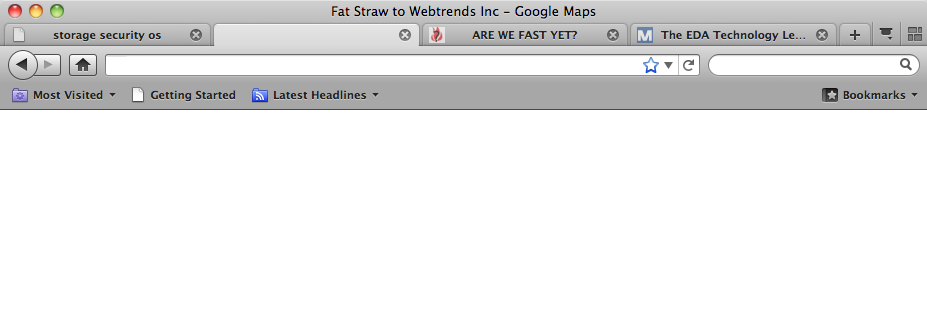 Fat Straw to Webtrends Inc - Google Maps
storage security os
ARE WE FAST YET?
M The EDA Technology Le...
Most Visited Getting Started Latest Headlines Bookmarks